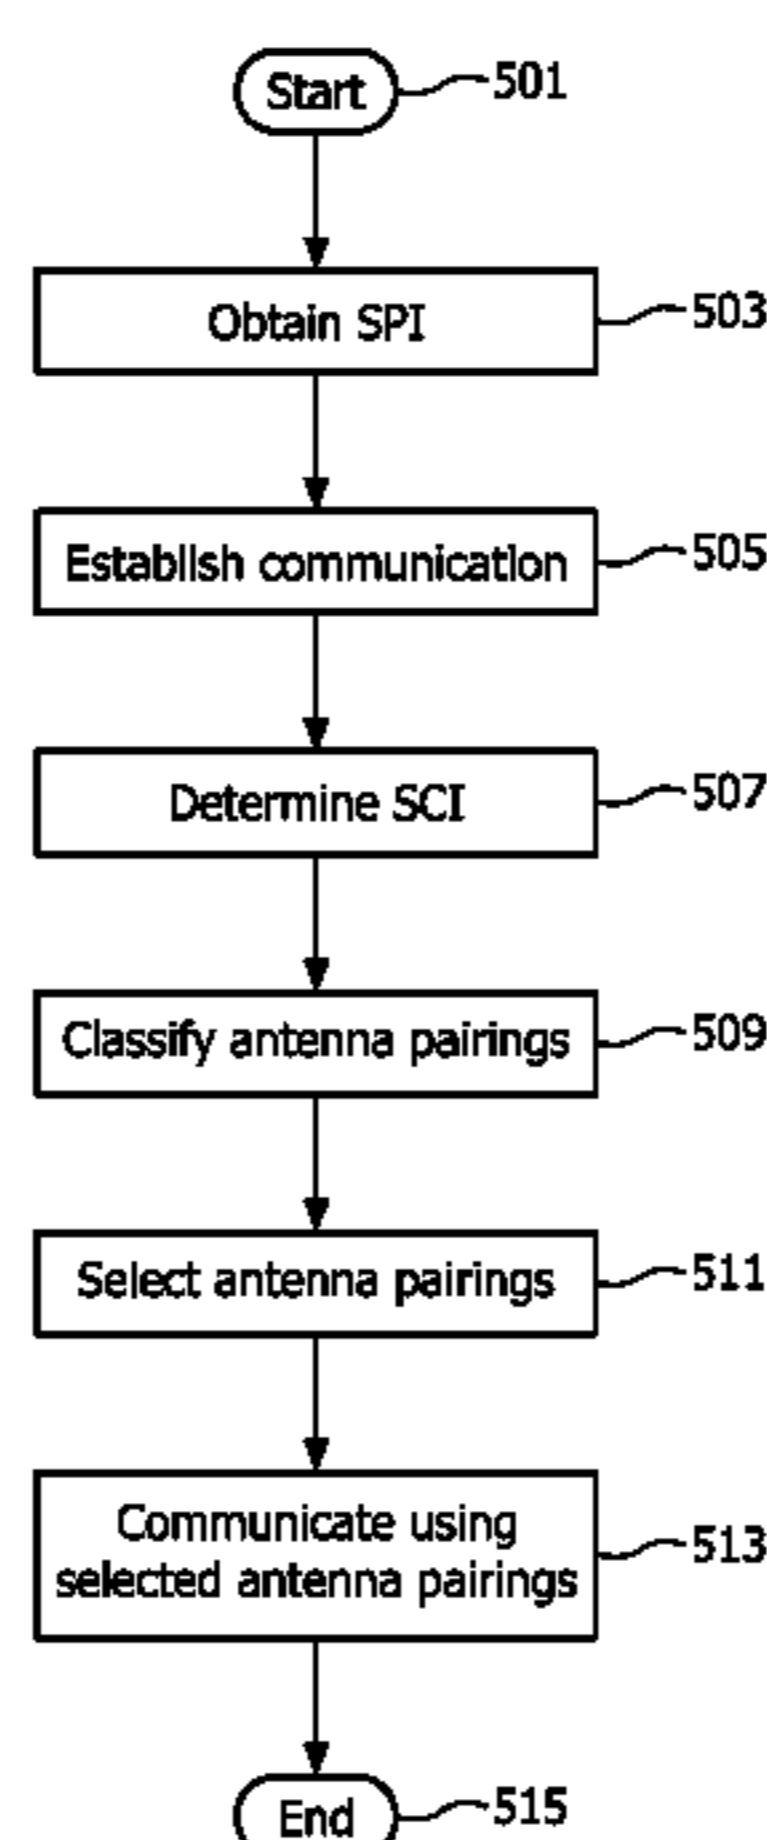 Start 501
Obtain SPI 503
Establish communication 505
Determine SCI 507
Classify antenna pairings 509
Select antenna pairings 511
Communicate using
selected antenna pairings 513
End 515